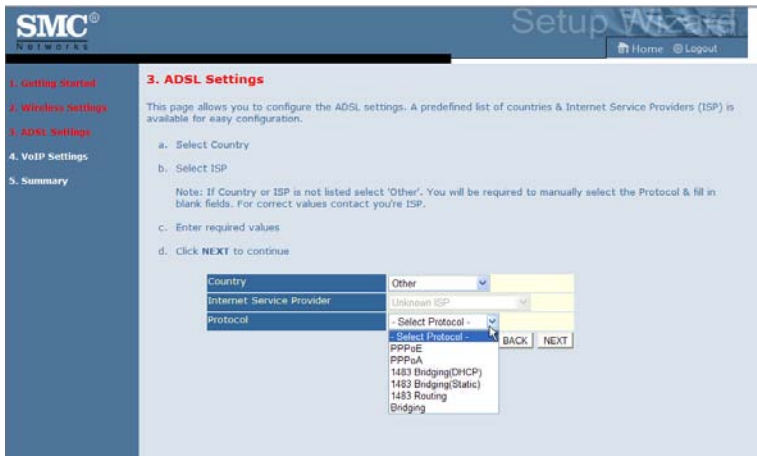 SMC®
Networks
Setup Wizard
Home Logout
1. Getting Started
2. Wireless Settings
3. ADSL Settings
4. VoIP Settings
5. Summary
3. ADSL Settings
This page allows you to configure the ADSL settings. A predefined list of countries & Internet Service Providers (ISP) is
available for easy configuration.
a. Select Country
b. Select ISP
Note: If Country or ISP is not listed select 'Other'. You will be required to manually select the Protocol & fill in
blank fields. For correct values contact you're ISP.
c. Enter required values
d. Click NEXT to continue
Country Other
Internet Service Provider Unknown ISP
Protocol - Select Protocol -
- Select Protocol -
PPPoE
PPPoA
1483 Bridging(DHCP)
1483 Bridging(Static)
1483 Routing
Bridging
BACK NEXT